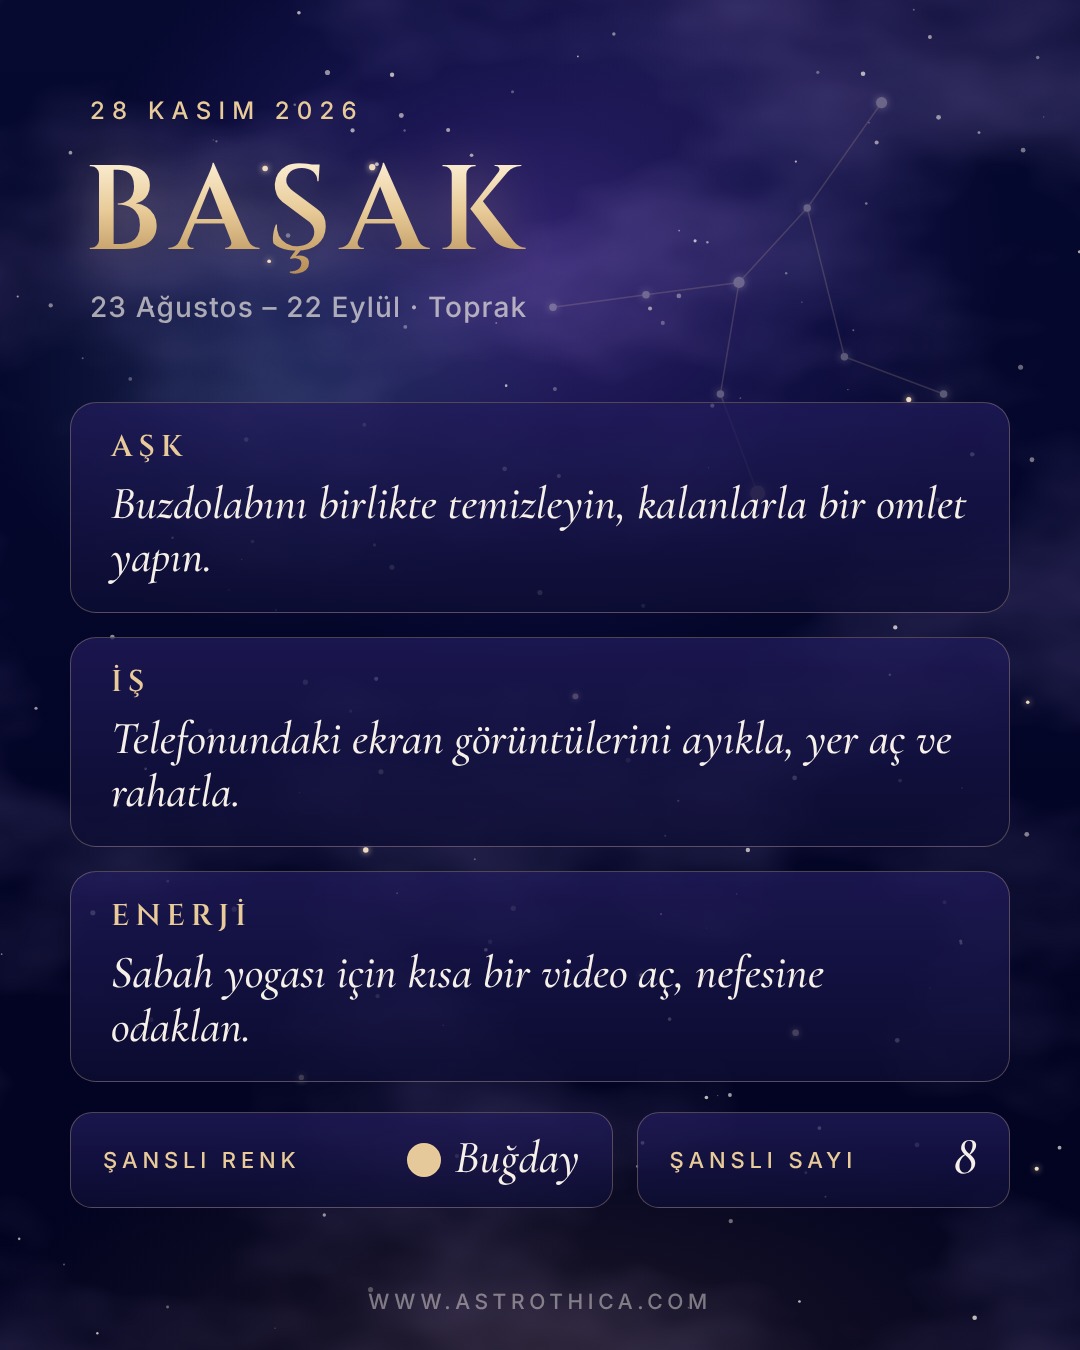 28 KASIM 2026
BAŞAK
23 Ağustos – 22 Eylül · Toprak
AŞK
Buzdolabını birlikte temizleyin, kalanlarla bir omlet
yapın.
İŞ
Telefonundaki ekran görüntülerini ayıkla, yer aç ve
rahatla.
ENERJİ
Sabah yogası için kısa bir video aç, nefesine
odaklan.
ŞANSLI RENK Buğday
ŞANSLI SAYI 8
WWW.ASTROTHICA.COM